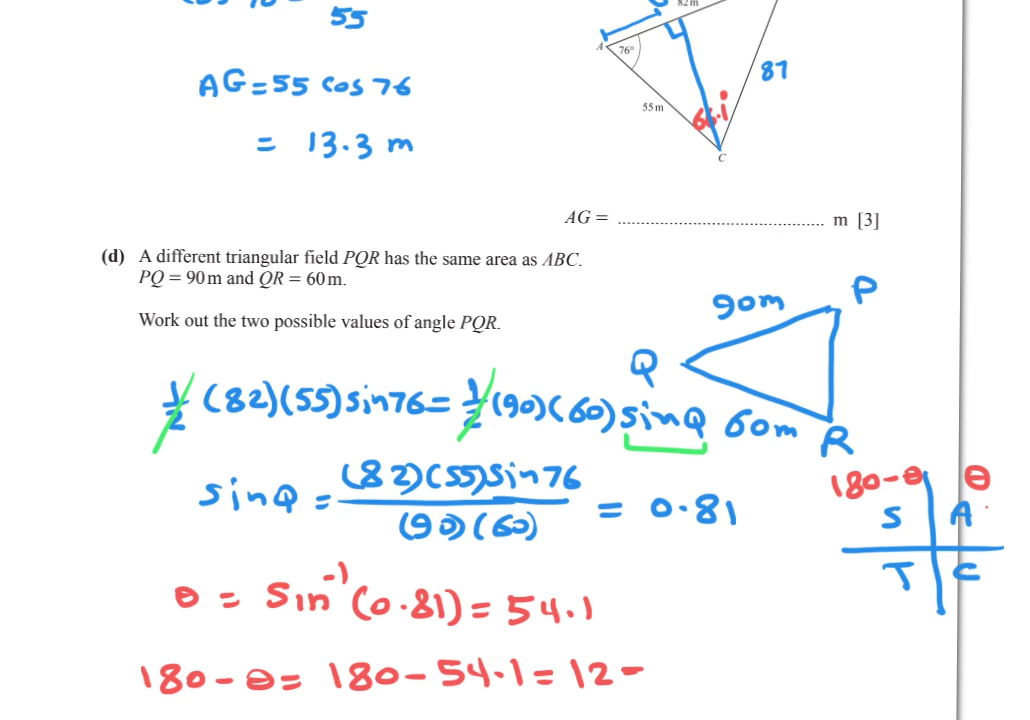 55
82 m
A
76°
87
AG = 55 cos 76
55 m
66.1
= 13.3 m
C
AG = ........................................ m [3]
(d) A different triangular field PQR has the same area as ABC.
PQ = 90 m and QR = 60 m.
90m
P
Work out the two possible values of angle PQR.
Q
½ (82)(55) sin76 = ½ (90)(60) sinQ
60m
R
sinQ = (82)(55)sin76 / (90)(60) = 0.81
180-θ
θ
S
A
T
C
θ = sin⁻¹(0.81) = 54.1
180 - θ = 180 - 54.1 = 12